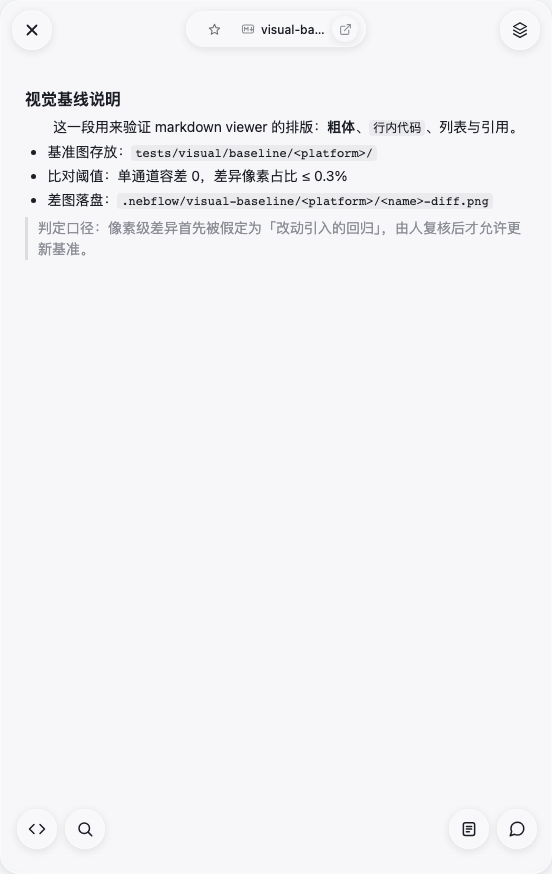 visual-ba...
视觉基线说明
这一段用来验证 markdown viewer 的排版：粗体、行内代码、列表与引用。
基准图存放：tests/visual/baseline/<platform>/
比对阈值：单通道容差 0，差异像素占比 ≤ 0.3%
差图落盘：.nebflow/visual-baseline/<platform>/<name>-diff.png
判定口径：像素级差异首先被假定为「改动引入的回归」，由人复核后才允许更
新基准。